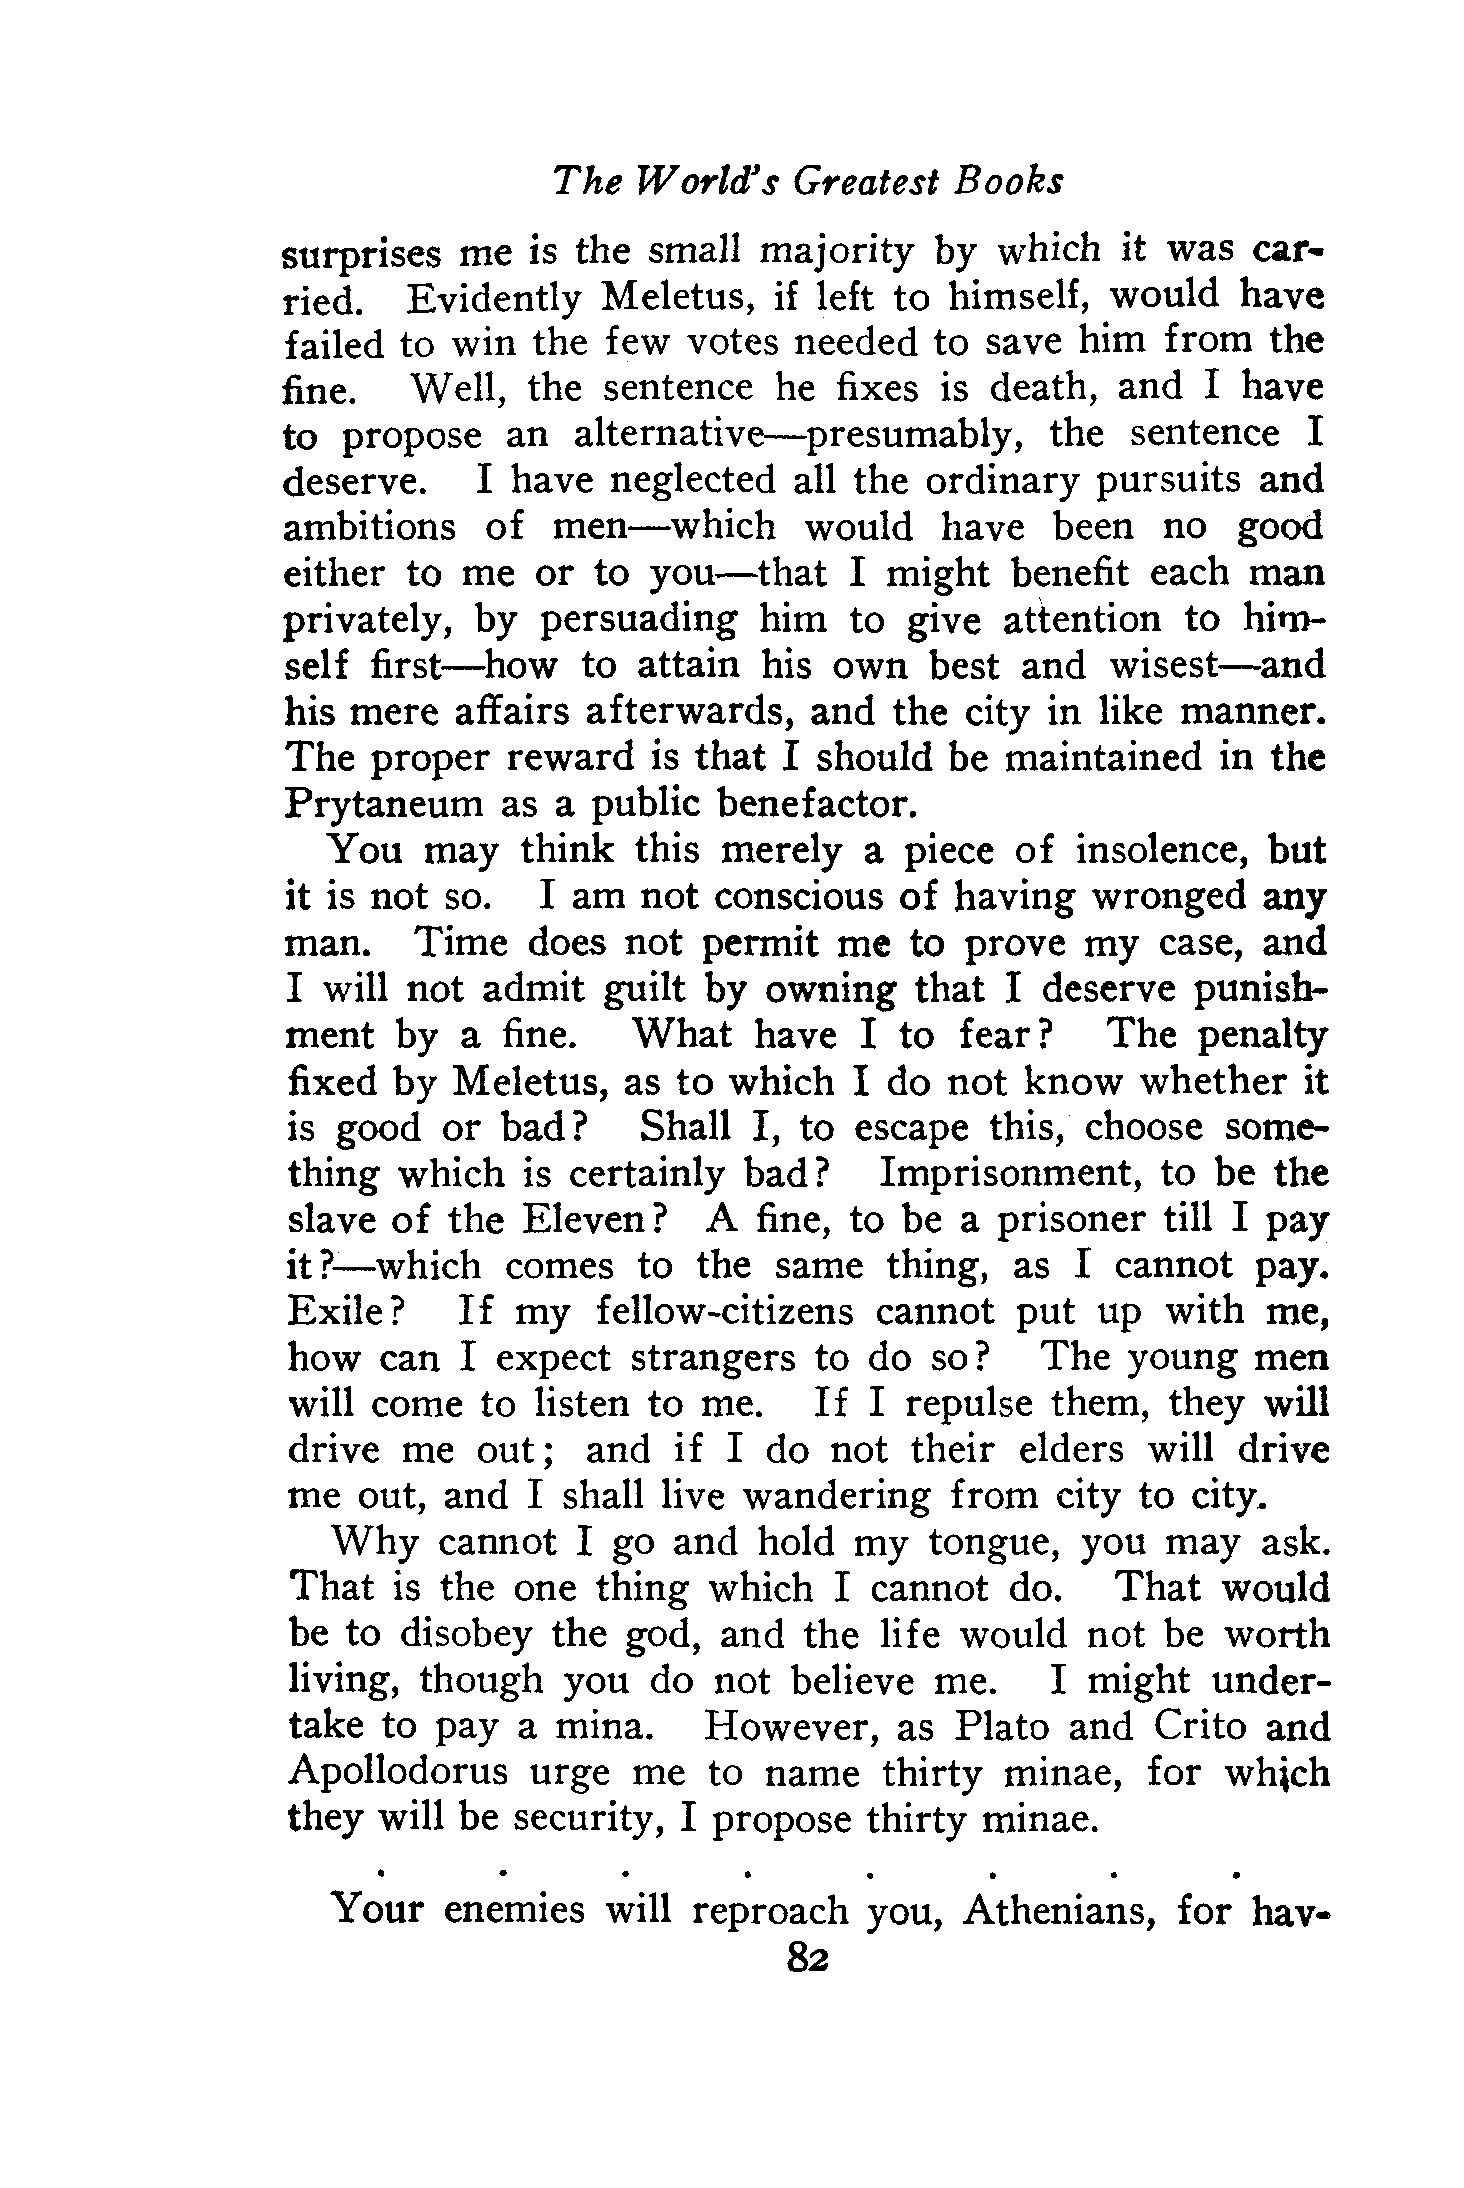 The World's Greatest Books
surprises me is the small majority by which it was car-
ried. Evidently Meletus, if left to himself, would have
failed to win the few votes needed to save him from the
fine. Well, the sentence he fixes is death, and I have
to propose an alternative—presumably, the sentence I
deserve. I have neglected all the ordinary pursuits and
ambitions of men—which would have been no good
either to me or to you—that I might benefit each man
privately, by persuading him to give attention to him-
self first—how to attain his own best and wisest—and
his mere affairs afterwards, and the city in like manner.
The proper reward is that I should be maintained in the
Prytaneum as a public benefactor.
You may think this merely a piece of insolence, but
it is not so. I am not conscious of having wronged any
man. Time does not permit me to prove my case, and
I will not admit guilt by owning that I deserve punish-
ment by a fine. What have I to fear? The penalty
fixed by Meletus, as to which I do not know whether it
is good or bad? Shall I, to escape this, choose some-
thing which is certainly bad? Imprisonment, to be the
slave of the Eleven? A fine, to be a prisoner till I pay
it?—which comes to the same thing, as I cannot pay.
Exile? If my fellow-citizens cannot put up with me,
how can I expect strangers to do so? The young men
will come to listen to me. If I repulse them, they will
drive me out; and if I do not their elders will drive
me out, and I shall live wandering from city to city.
Why cannot I go and hold my tongue, you may ask.
That is the one thing which I cannot do. That would
be to disobey the god, and the life would not be worth
living, though you do not believe me. I might under-
take to pay a mina. However, as Plato and Crito and
Apollodorus urge me to name thirty minae, for which
they will be security, I propose thirty minae.
. . . . . . . .
Your enemies will reproach you, Athenians, for hav-
82